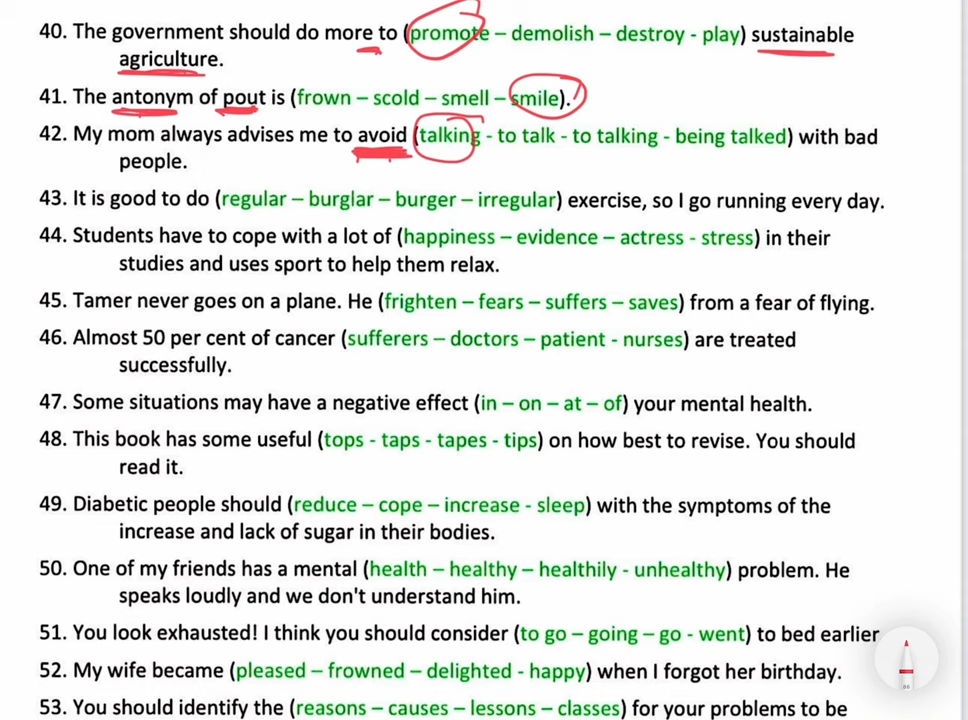 40. The government should do more to (promote – demolish – destroy - play) sustainable
agriculture.
41. The antonym of pout is (frown – scold – smell – smile).
42. My mom always advises me to avoid (talking - to talk - to talking - being talked) with bad
people.
43. It is good to do (regular – burglar – burger – irregular) exercise, so I go running every day.
44. Students have to cope with a lot of (happiness – evidence – actress - stress) in their
studies and uses sport to help them relax.
45. Tamer never goes on a plane. He (frighten – fears – suffers – saves) from a fear of flying.
46. Almost 50 per cent of cancer (sufferers – doctors – patient - nurses) are treated
successfully.
47. Some situations may have a negative effect (in – on – at – of) your mental health.
48. This book has some useful (tops - taps - tapes - tips) on how best to revise. You should
read it.
49. Diabetic people should (reduce – cope – increase - sleep) with the symptoms of the
increase and lack of sugar in their bodies.
50. One of my friends has a mental (health – healthy – healthily - unhealthy) problem. He
speaks loudly and we don't understand him.
51. You look exhausted! I think you should consider (to go – going – go - went) to bed earlier
52. My wife became (pleased – frowned – delighted - happy) when I forgot her birthday.
53. You should identify the (reasons – causes – lessons – classes) for your problems to be